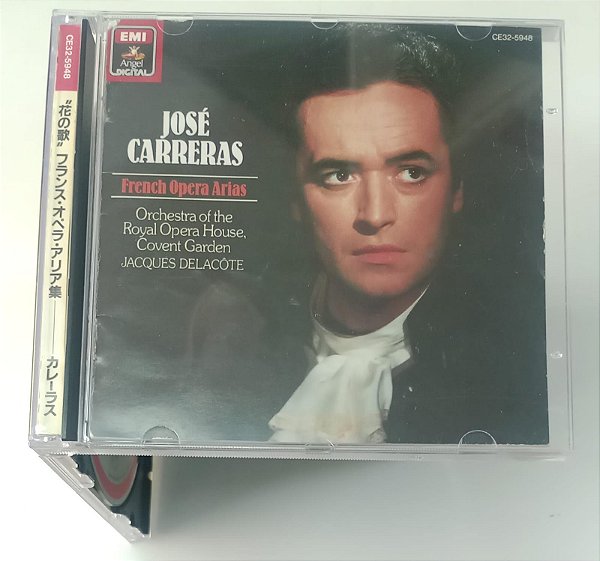 CE32-5948
"花の歌" フランス・オペラ・アリア集——カレーラス
EMI
Angel
DIGITAL
CE32-5948
JOSÉ
CARRERAS
French Opera Arias
Orchestra of the
Royal Opera House,
Covent Garden
JACQUES DELACÔTE